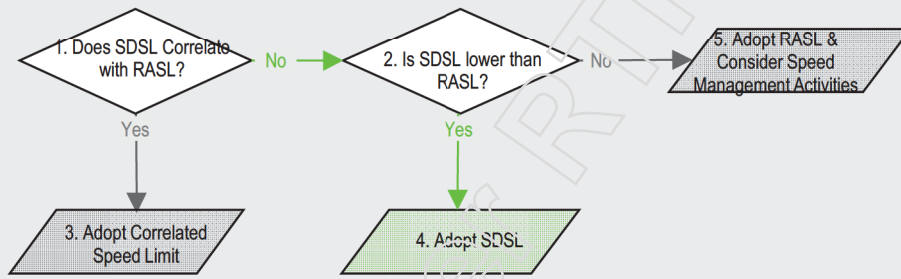 1. Does SDSL Correlate
with RASL?
No
2. Is SDSL lower than
RASL?
No
5. Adopt RASL &
Consider Speed
Management Activities
Yes
Yes
3. Adopt Correlated
Speed Limit
4. Adopt SDSL
RTI